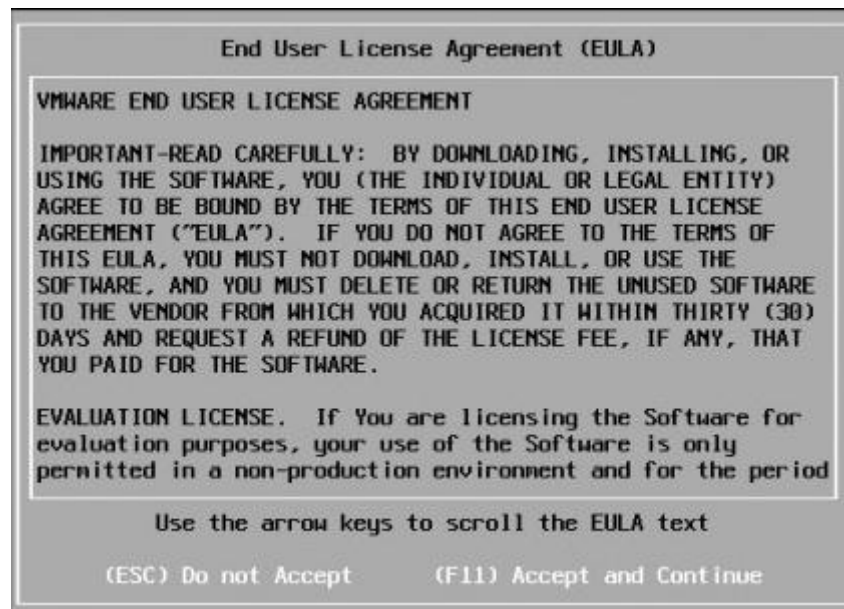 End User License Agreement (EULA)
VMWARE END USER LICENSE AGREEMENT
IMPORTANT-READ CAREFULLY: BY DOWNLOADING, INSTALLING, OR
USING THE SOFTWARE, YOU (THE INDIVIDUAL OR LEGAL ENTITY)
AGREE TO BE BOUND BY THE TERMS OF THIS END USER LICENSE
AGREEMENT ("EULA"). IF YOU DO NOT AGREE TO THE TERMS OF
THIS EULA, YOU MUST NOT DOWNLOAD, INSTALL, OR USE THE
SOFTWARE, AND YOU MUST DELETE OR RETURN THE UNUSED SOFTWARE
TO THE VENDOR FROM WHICH YOU ACQUIRED IT WITHIN THIRTY (30)
DAYS AND REQUEST A REFUND OF THE LICENSE FEE, IF ANY, THAT
YOU PAID FOR THE SOFTWARE.
EVALUATION LICENSE. If You are licensing the Software for
evaluation purposes, your use of the Software is only
permitted in a non-production environment and for the period
Use the arrow keys to scroll the EULA text
(ESC) Do not Accept (F11) Accept and Continue